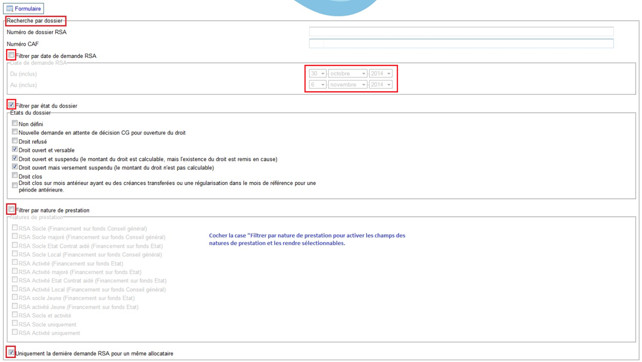 Formulaire
Recherche par dossier
Numéro de dossier RSA
Numéro CAF
Filtrer par date de demande RSA
Date de demande RSA
Du (inclus) 30 octobre 2014
Au (inclus) 6 novembre 2014
Filtrer par état du dossier
Etats du dossier
Non défini
Nouvelle demande en attente de décision CG pour ouverture du droit
Droit refusé
Droit ouvert et versable
Droit ouvert et suspendu (le montant du droit est calculable, mais l'existence du droit est remis en cause)
Droit ouvert mais versement suspendu (le montant du droit n'est pas calculable)
Droit clos
Droit clos sur mois antérieur ayant eu des créances transferées ou une régularisation dans le mois de référence pour une
période antérieure.
Filtrer par nature de prestation
Natures de prestation
RSA Socle (Financement sur fonds Conseil général)
RSA Socle majoré (Financement sur fonds Conseil général)
RSA Socle Etat Contrat aidé (Financement sur fonds Etat)
RSA Socle Local (Financement sur fonds Conseil général)
RSA Activité (Financement sur fonds Etat)
RSA Activité majoré (Financement sur fonds Etat)
RSA Activité Etat Contrat aidé (Financement sur fonds Etat)
RSA Activité Local (Financement sur fonds Conseil général)
RSA socle Jeune (Financement sur fonds Etat)
RSA activité Jeune (Financement sur fonds Etat)
RSA Socle et activité
RSA Socle uniquement
RSA Activité uniquement
Cocher la case "Filtrer par nature de prestation pour activer les champs des
natures de prestation et les rendre sélectionnables.
Uniquement la dernière demande RSA pour un même allocataire